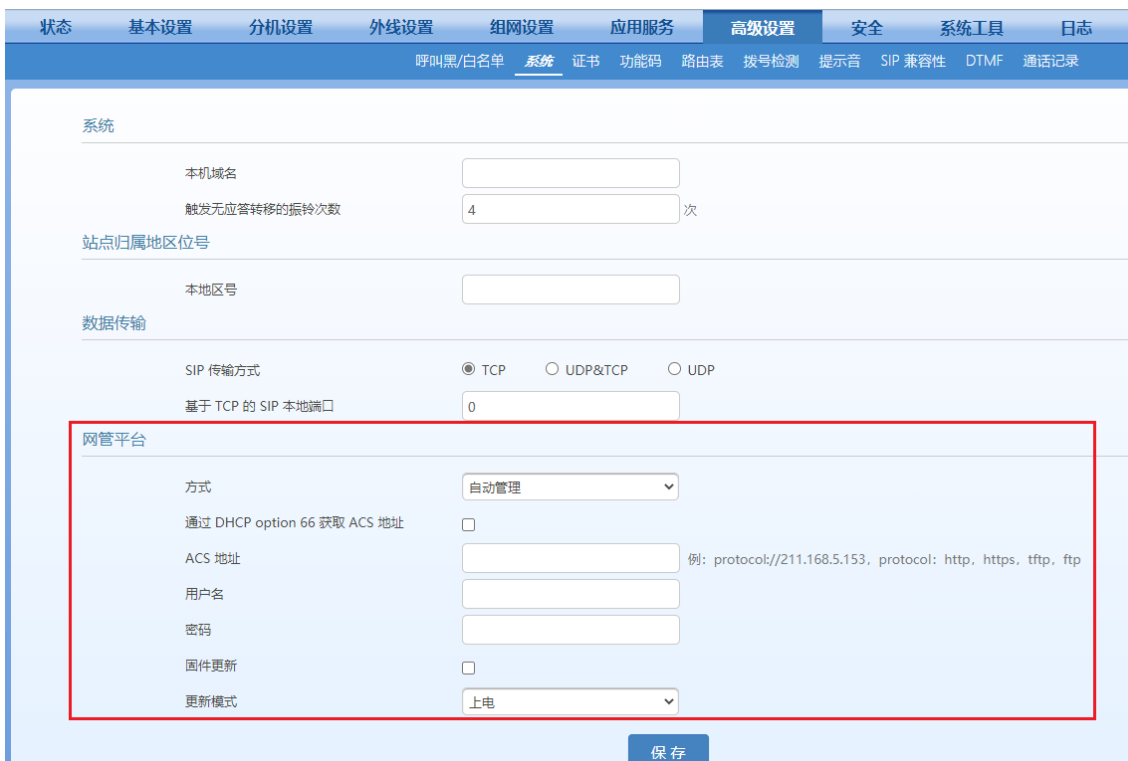 状态 基本设置 分机设置 外线设置 组网设置 应用服务 高级设置 安全 系统工具 日志
呼叫黑/白名单 系统 证书 功能码 路由表 拨号检测 提示音 SIP 兼容性 DTMF 通话记录
系统
本机域名
触发无应答转移的振铃次数 4 次
站点归属地区位号
本地区号
数据传输
SIP 传输方式 TCP UDP&TCP UDP
基于 TCP 的 SIP 本地端口 0
网管平台
方式 自动管理
通过 DHCP option 66 获取 ACS 地址
ACS 地址 例：protocol://211.168.5.153，protocol：http，https，tftp，ftp
用户名
密码
固件更新
更新模式 上电
保存